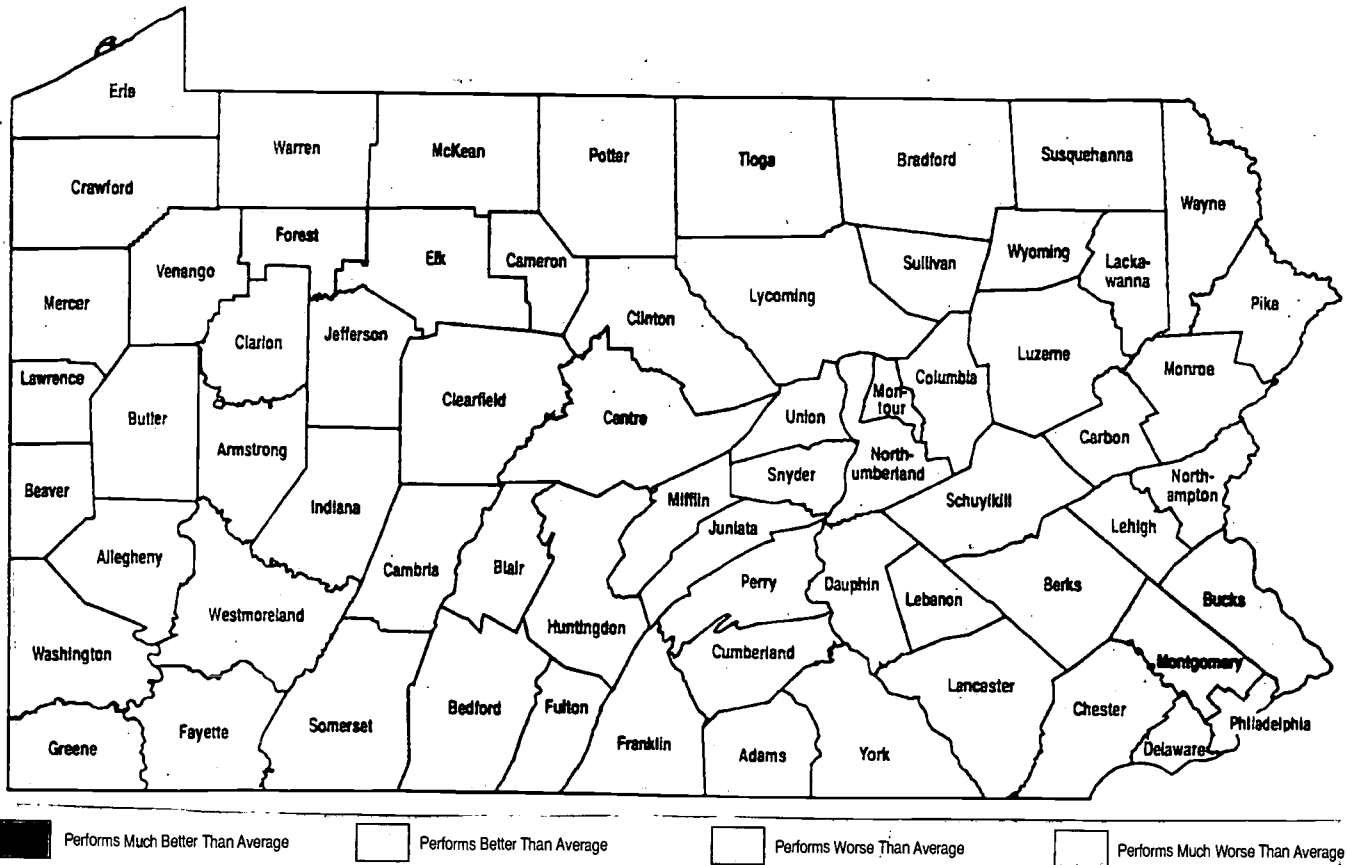 Erie
Warren
McKean
Potter
Tioga
Bradford
Susquehanna
Crawford
Wayne
Forest
Venango
Elk
Cameron
Sullivan
Wyoming
Lacka-
wanna
Mercer
Lycoming
Pike
Clinton
Clarion
Jefferson
Luzerne
Lawrence
Monroe
Columbia
Mon-
tour
Clearfield
Centre
Union
Butler
Armstrong
Carbon
North-
umberland
Snyder
North-
ampton
Beaver
Indiana
Mifflin
Schuylkill
Juniata
Lehigh
Allegheny
Cambria
Blair
Perry
Dauphin
Lebanon
Berks
Bucks
Westmoreland
Huntingdon
Washington
Cumberland
Montgomery
Lancaster
Chester
Bedford
Fulton
Somerset
Fayette
Greene
Franklin
Adams
York
Delaware
Philadelphia
Performs Much Better Than Average
Performs Better Than Average
Performs Worse Than Average
Performs Much Worse Than Average